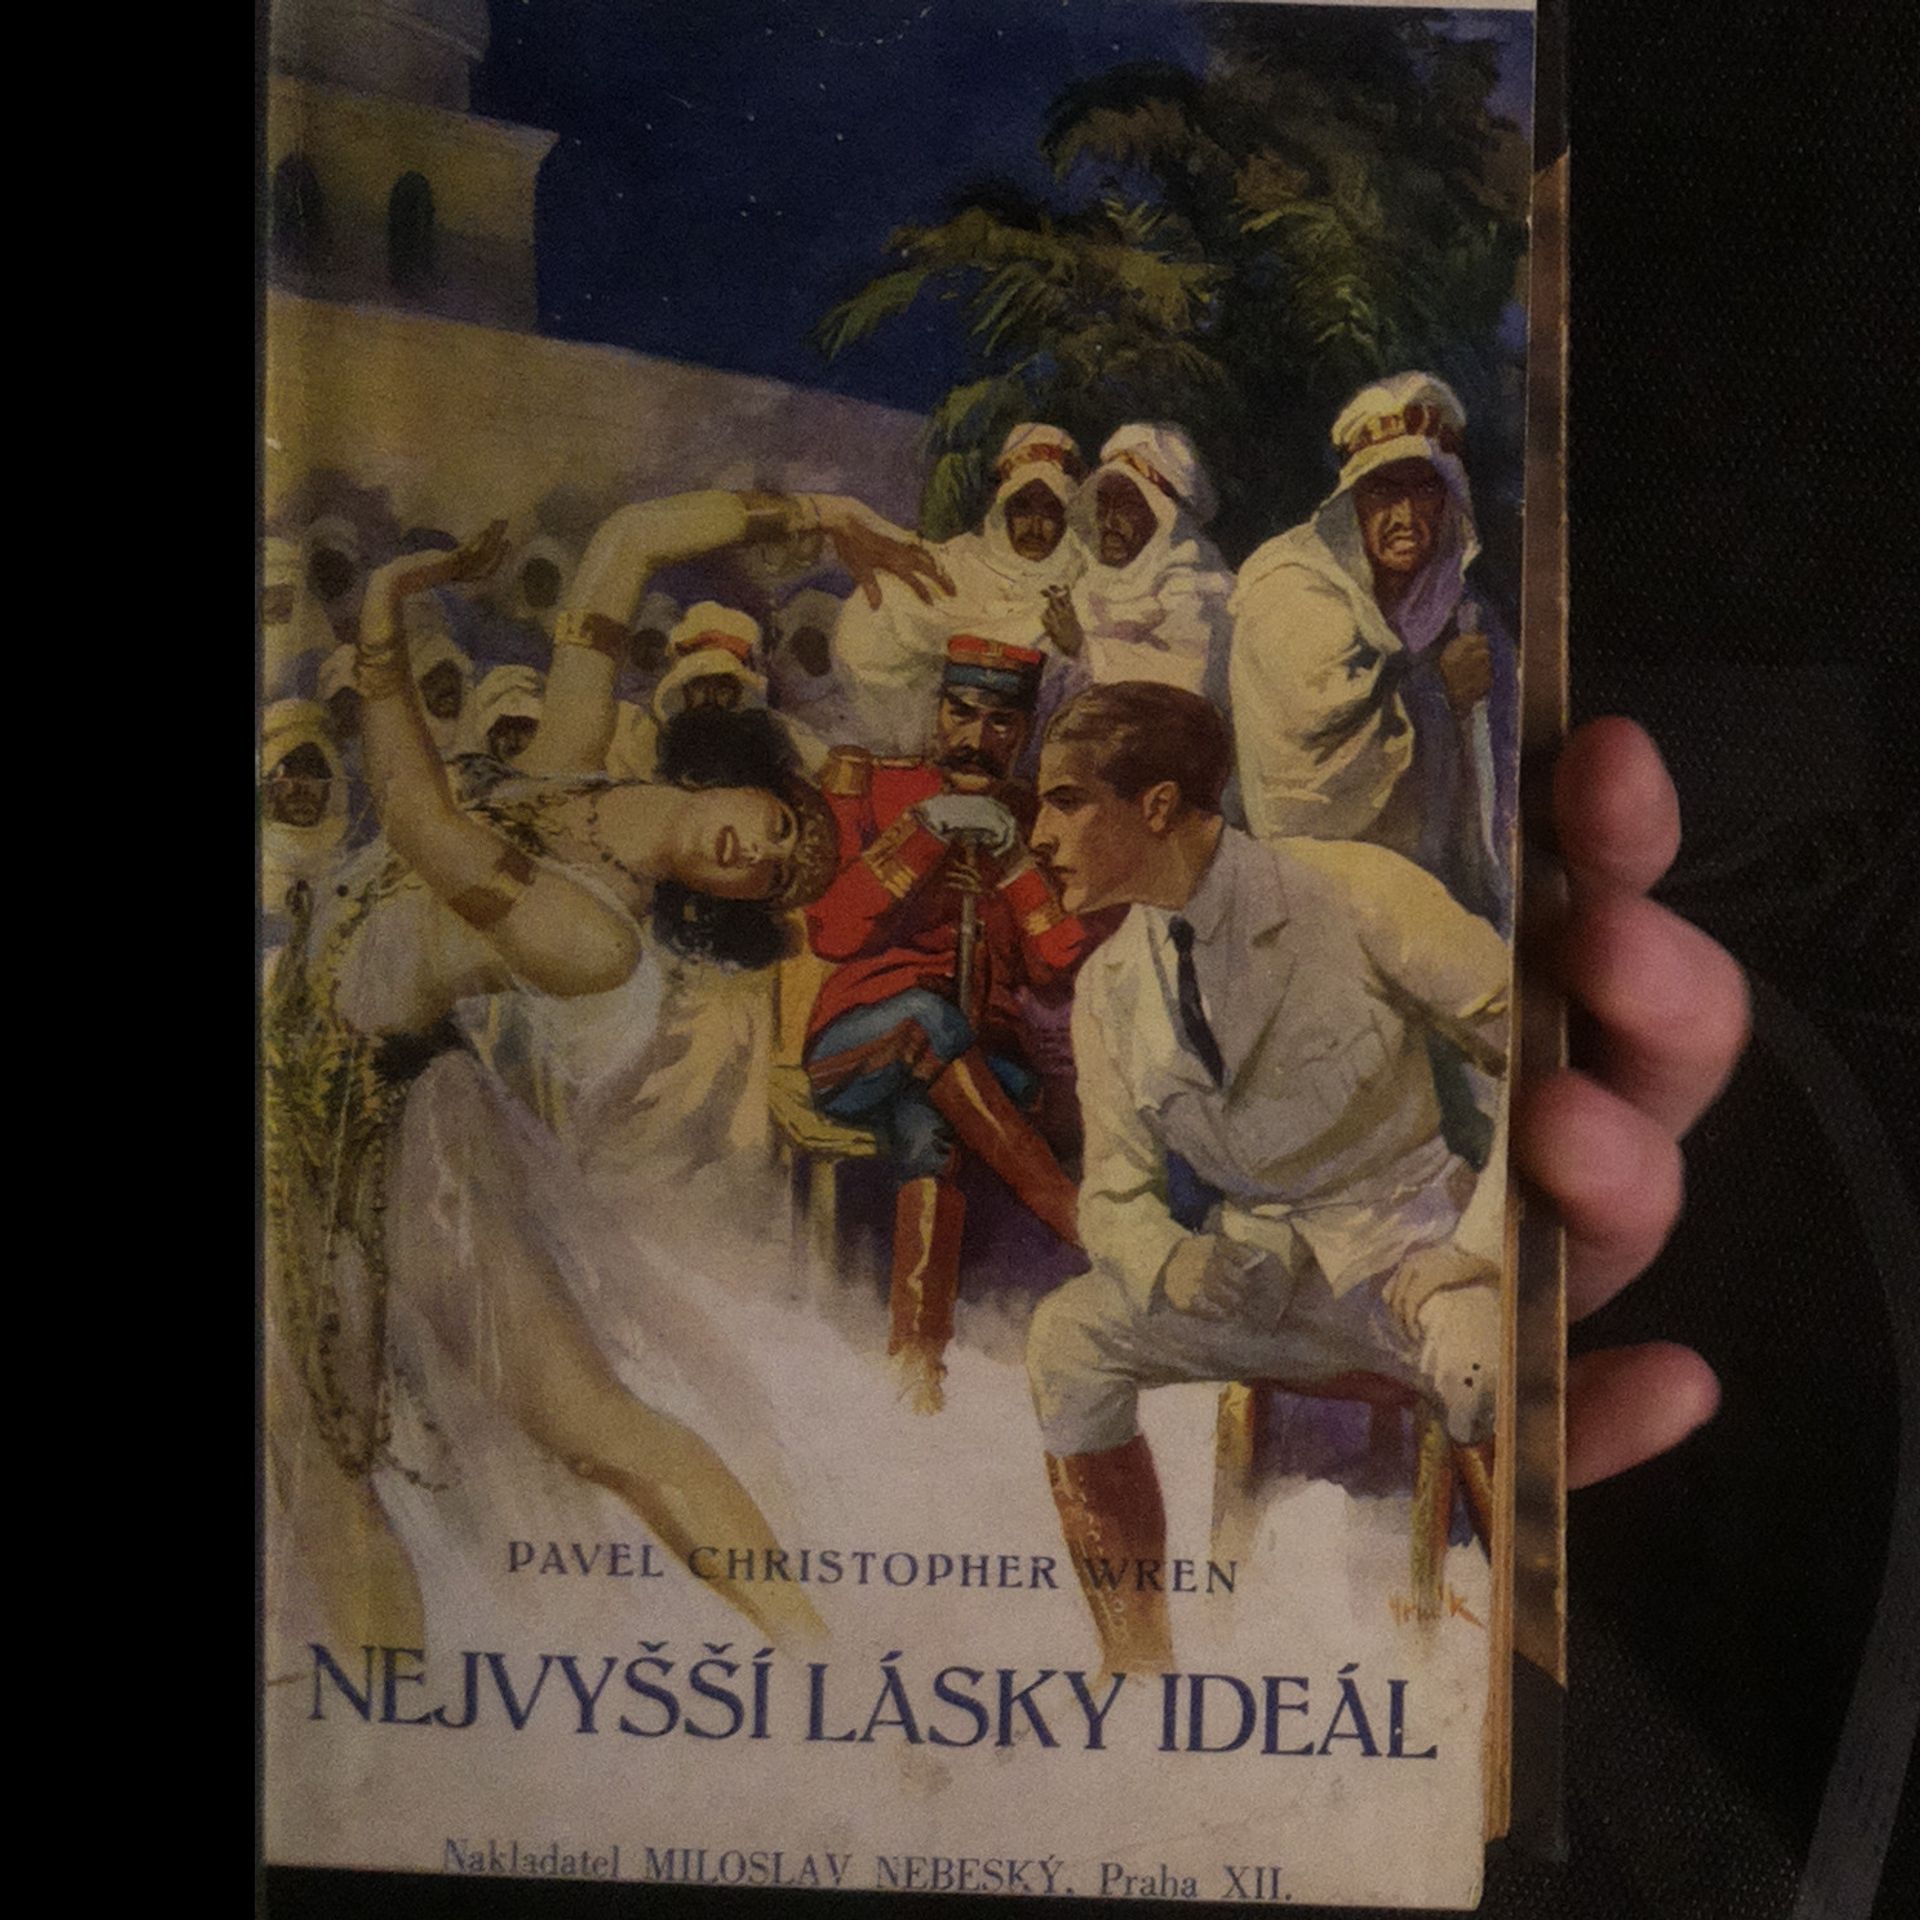 PAVEL CHRISTOPHER WREN
NEJVYŠŠÍ LÁSKY IDEÁL
Nakladatel MILOSLAV NEBESKÝ, Praha XII.